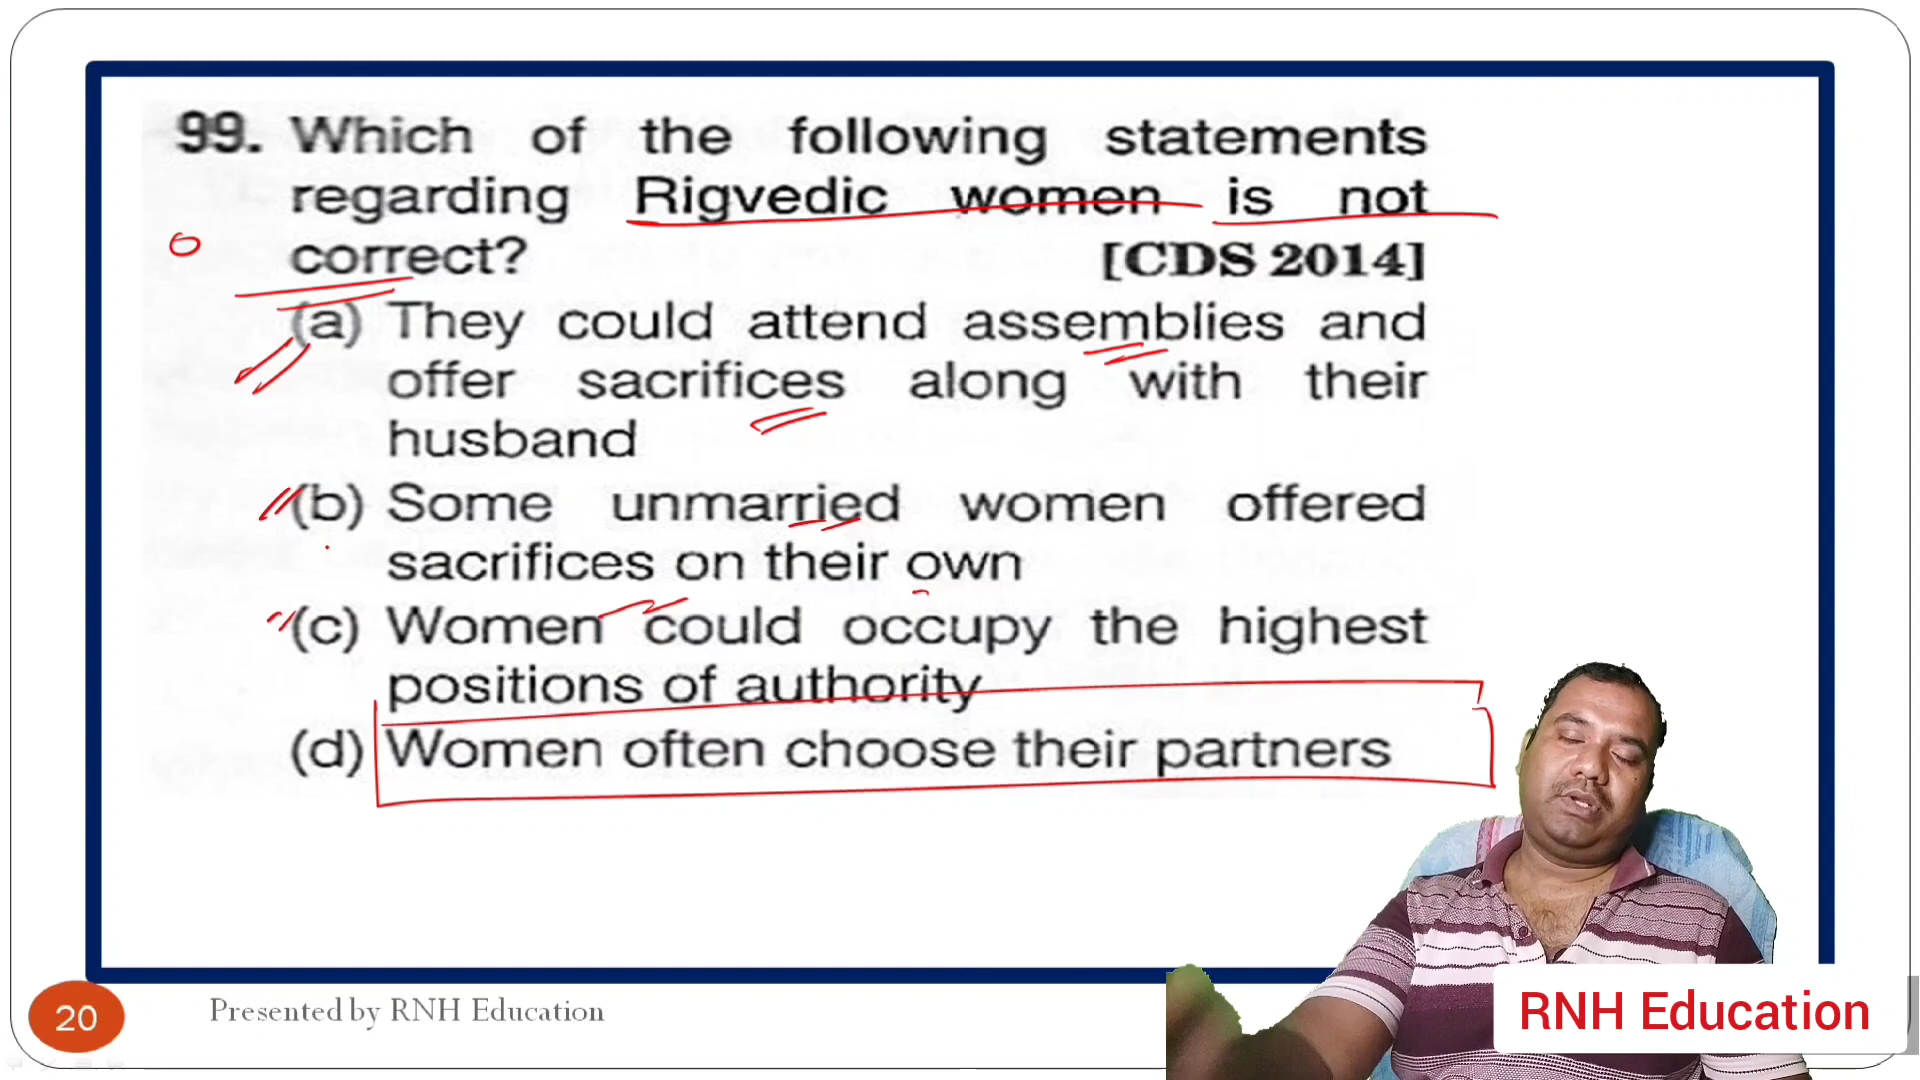 99. Which of the following statements
regarding Rigvedic women is not
correct? [CDS 2014]
(a) They could attend assemblies and
offer sacrifices along with their
husband
(b) Some unmarried women offered
sacrifices on their own
(c) Women could occupy the highest
positions of authority
(d) Women often choose their partners
20
Presented by RNH Education
RNH Education